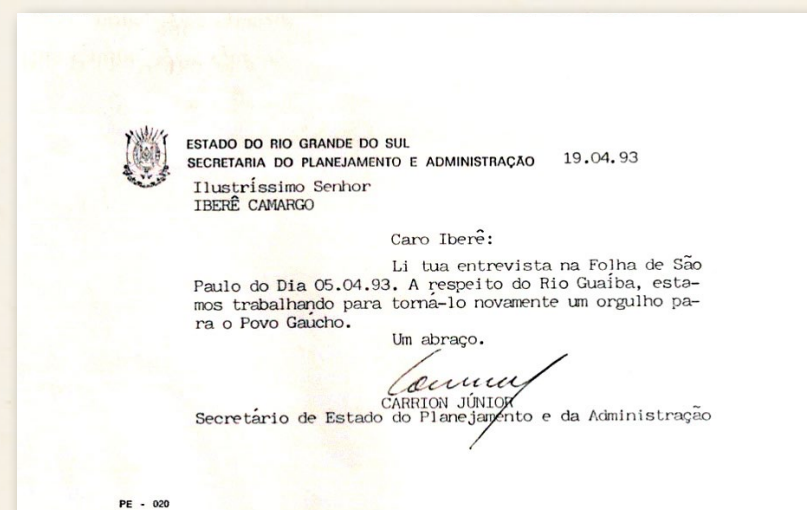 ESTADO DO RIO GRANDE DO SUL
SECRETARIA DO PLANEJAMENTO E ADMINISTRAÇÃO 19.04.93
Ilustríssimo Senhor
IBERÊ CAMARGO
Caro Iberê:
Li tua entrevista na Folha de São
Paulo do Dia 05.04.93. A respeito do Rio Guaíba, esta-
mos trabalhando para torná-lo novamente um orgulho pa-
ra o Povo Gaúcho.
Um abraço.
CARRION JÚNIOR
Secretário de Estado do Planejamento e da Administração
PE - 020